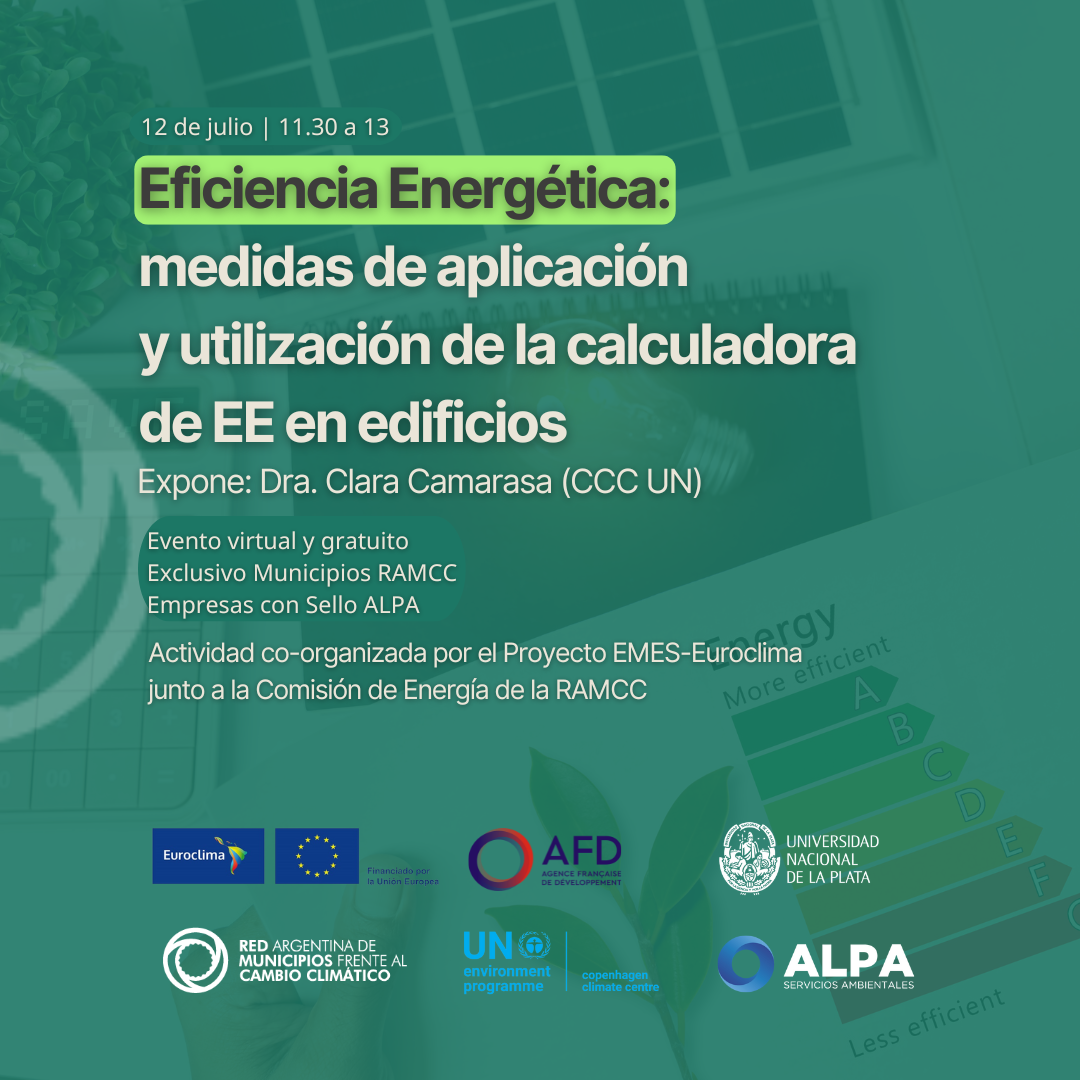 12 de julio | 11.30 a 13
Eficiencia Energética:
medidas de aplicación
y utilización de la calculadora
de EE en edificios
Expone: Dra. Clara Camarasa (CCC UN)
Evento virtual y gratuito
Exclusivo Municipios RAMCC
Empresas con Sello ALPA
Actividad co-organizada por el Proyecto EMES-Euroclima
junto a la Comisión de Energía de la RAMCC
Energy
More efficient
A
B
C
D
E
F
G
Less efficient
Euroclima
Financiado por
la Unión Europea
AFD
AGENCE FRANÇAISE
DE DÉVELOPPEMENT
UNIVERSIDAD
NACIONAL
DE LA PLATA
RED ARGENTINA DE
MUNICIPIOS FRENTE AL
CAMBIO CLIMÁTICO
UN
environment
programme
copenhagen
climate centre
ALPA
SERVICIOS AMBIENTALES